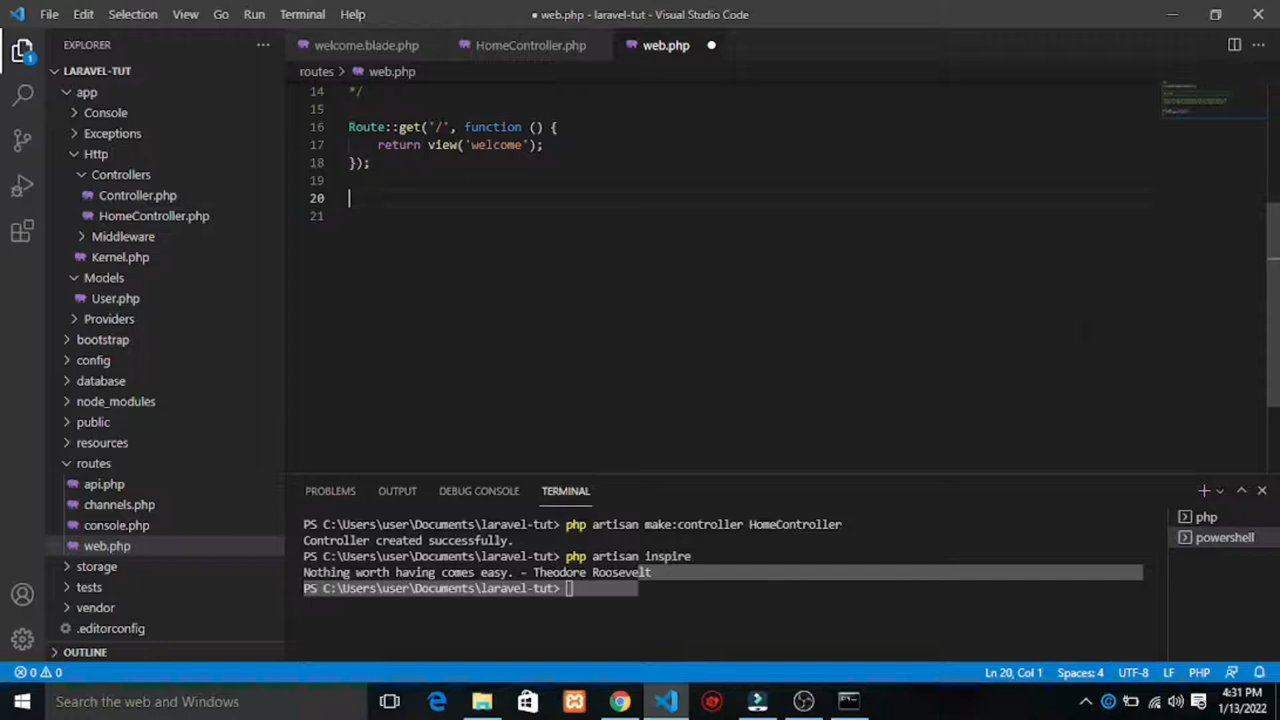 File Edit Selection View Go Run Terminal Help
● web.php - laravel-tut - Visual Studio Code
EXPLORER
welcome.blade.php
HomeController.php
web.php
LARAVEL-TUT
routes > web.php
app
Console
Exceptions
Http
Controllers
Controller.php
HomeController.php
Middleware
Kernel.php
Models
User.php
Providers
bootstrap
config
database
node_modules
public
resources
routes
api.php
channels.php
console.php
web.php
storage
tests
vendor
.editorconfig
OUTLINE
14 */
15
16 Route::get('/', function () {
17 return view('welcome');
18 });
19
20
21
PROBLEMS OUTPUT DEBUG CONSOLE TERMINAL
PS C:\Users\user\Documents\laravel-tut> php artisan make:controller HomeController
Controller created successfully.
PS C:\Users\user\Documents\laravel-tut> php artisan inspire
Nothing worth having comes easy. - Theodore Roosevelt
PS C:\Users\user\Documents\laravel-tut>
php
powershell
1
0 0
Ln 20, Col 1 Spaces: 4 UTF-8 LF PHP
Search the web and Windows
4:31 PM
1/13/2022